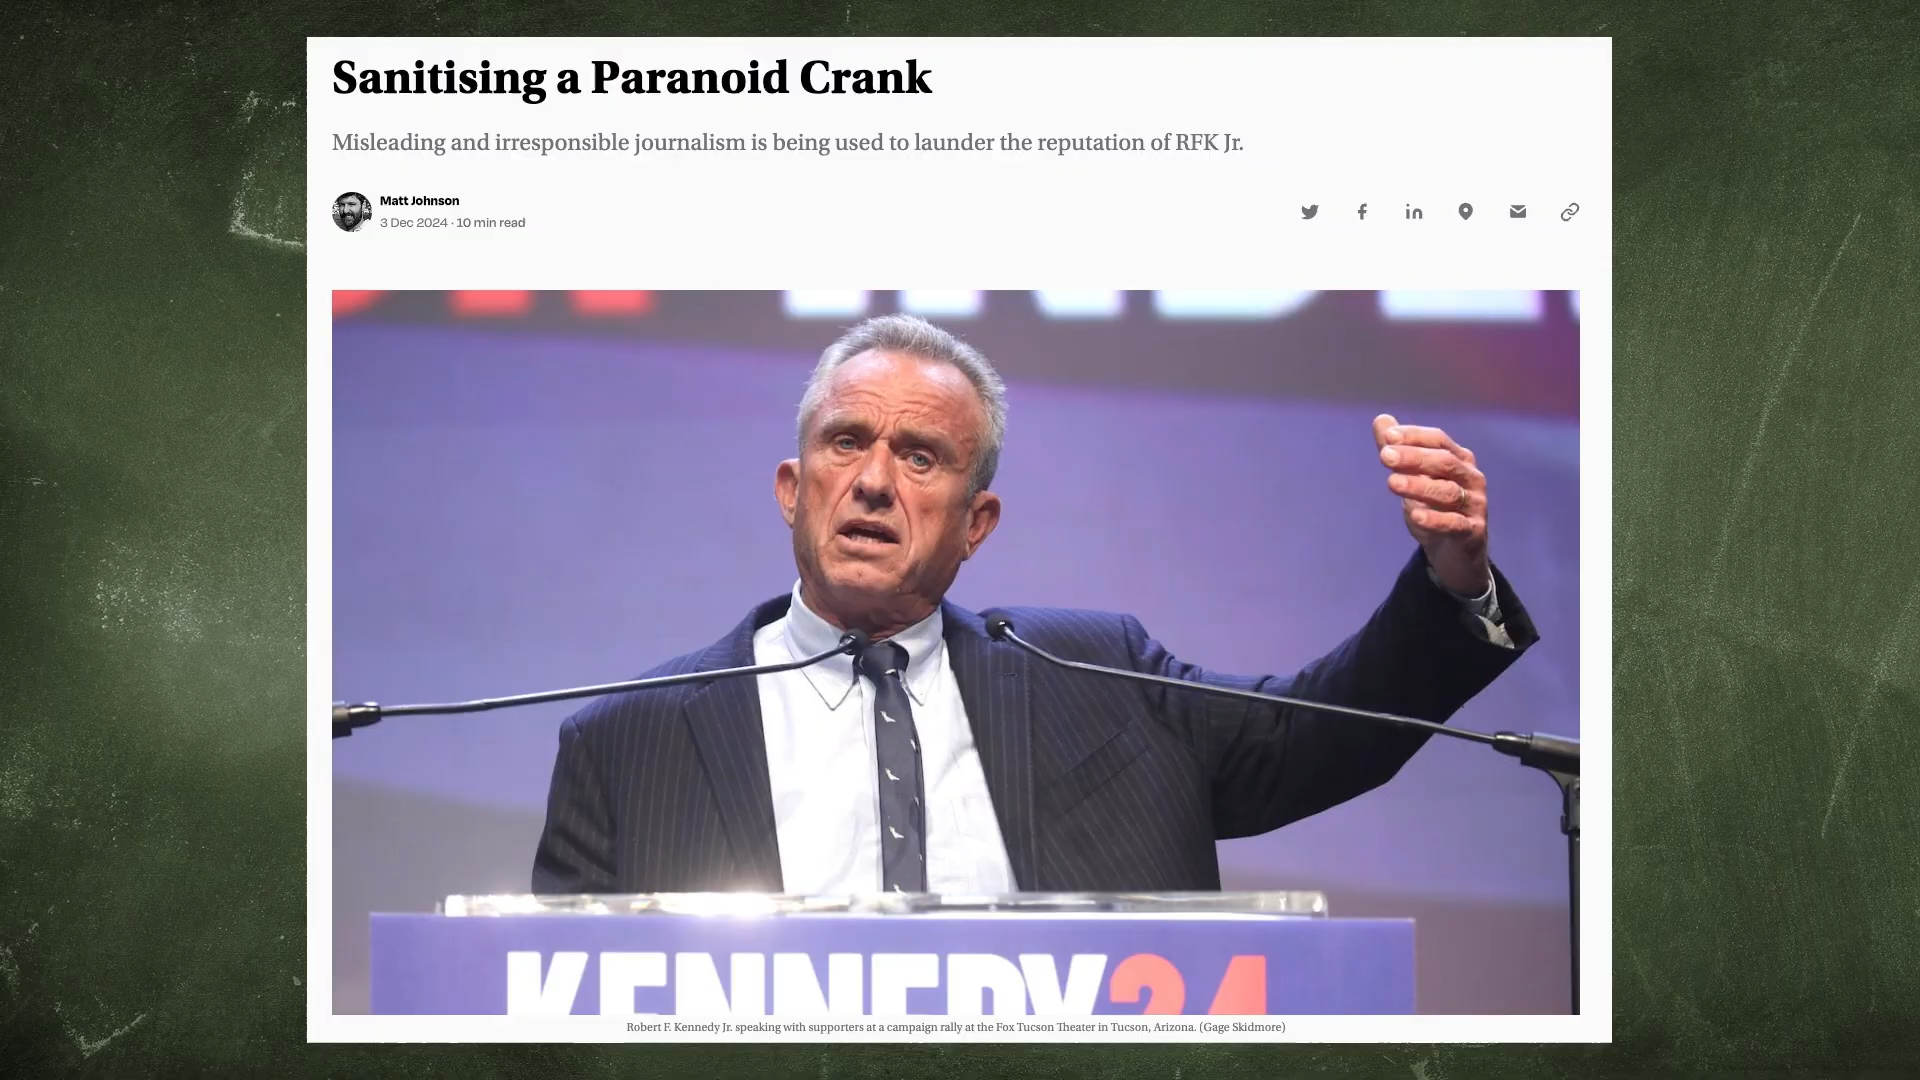 Sanitising a Paranoid Crank
Misleading and irresponsible journalism is being used to launder the reputation of RFK Jr.
Matt Johnson
3 Dec 2024 · 10 min read
KENNEDY24
Robert F. Kennedy Jr. speaking with supporters at a campaign rally at the Fox Tucson Theater in Tucson, Arizona. (Gage Skidmore)